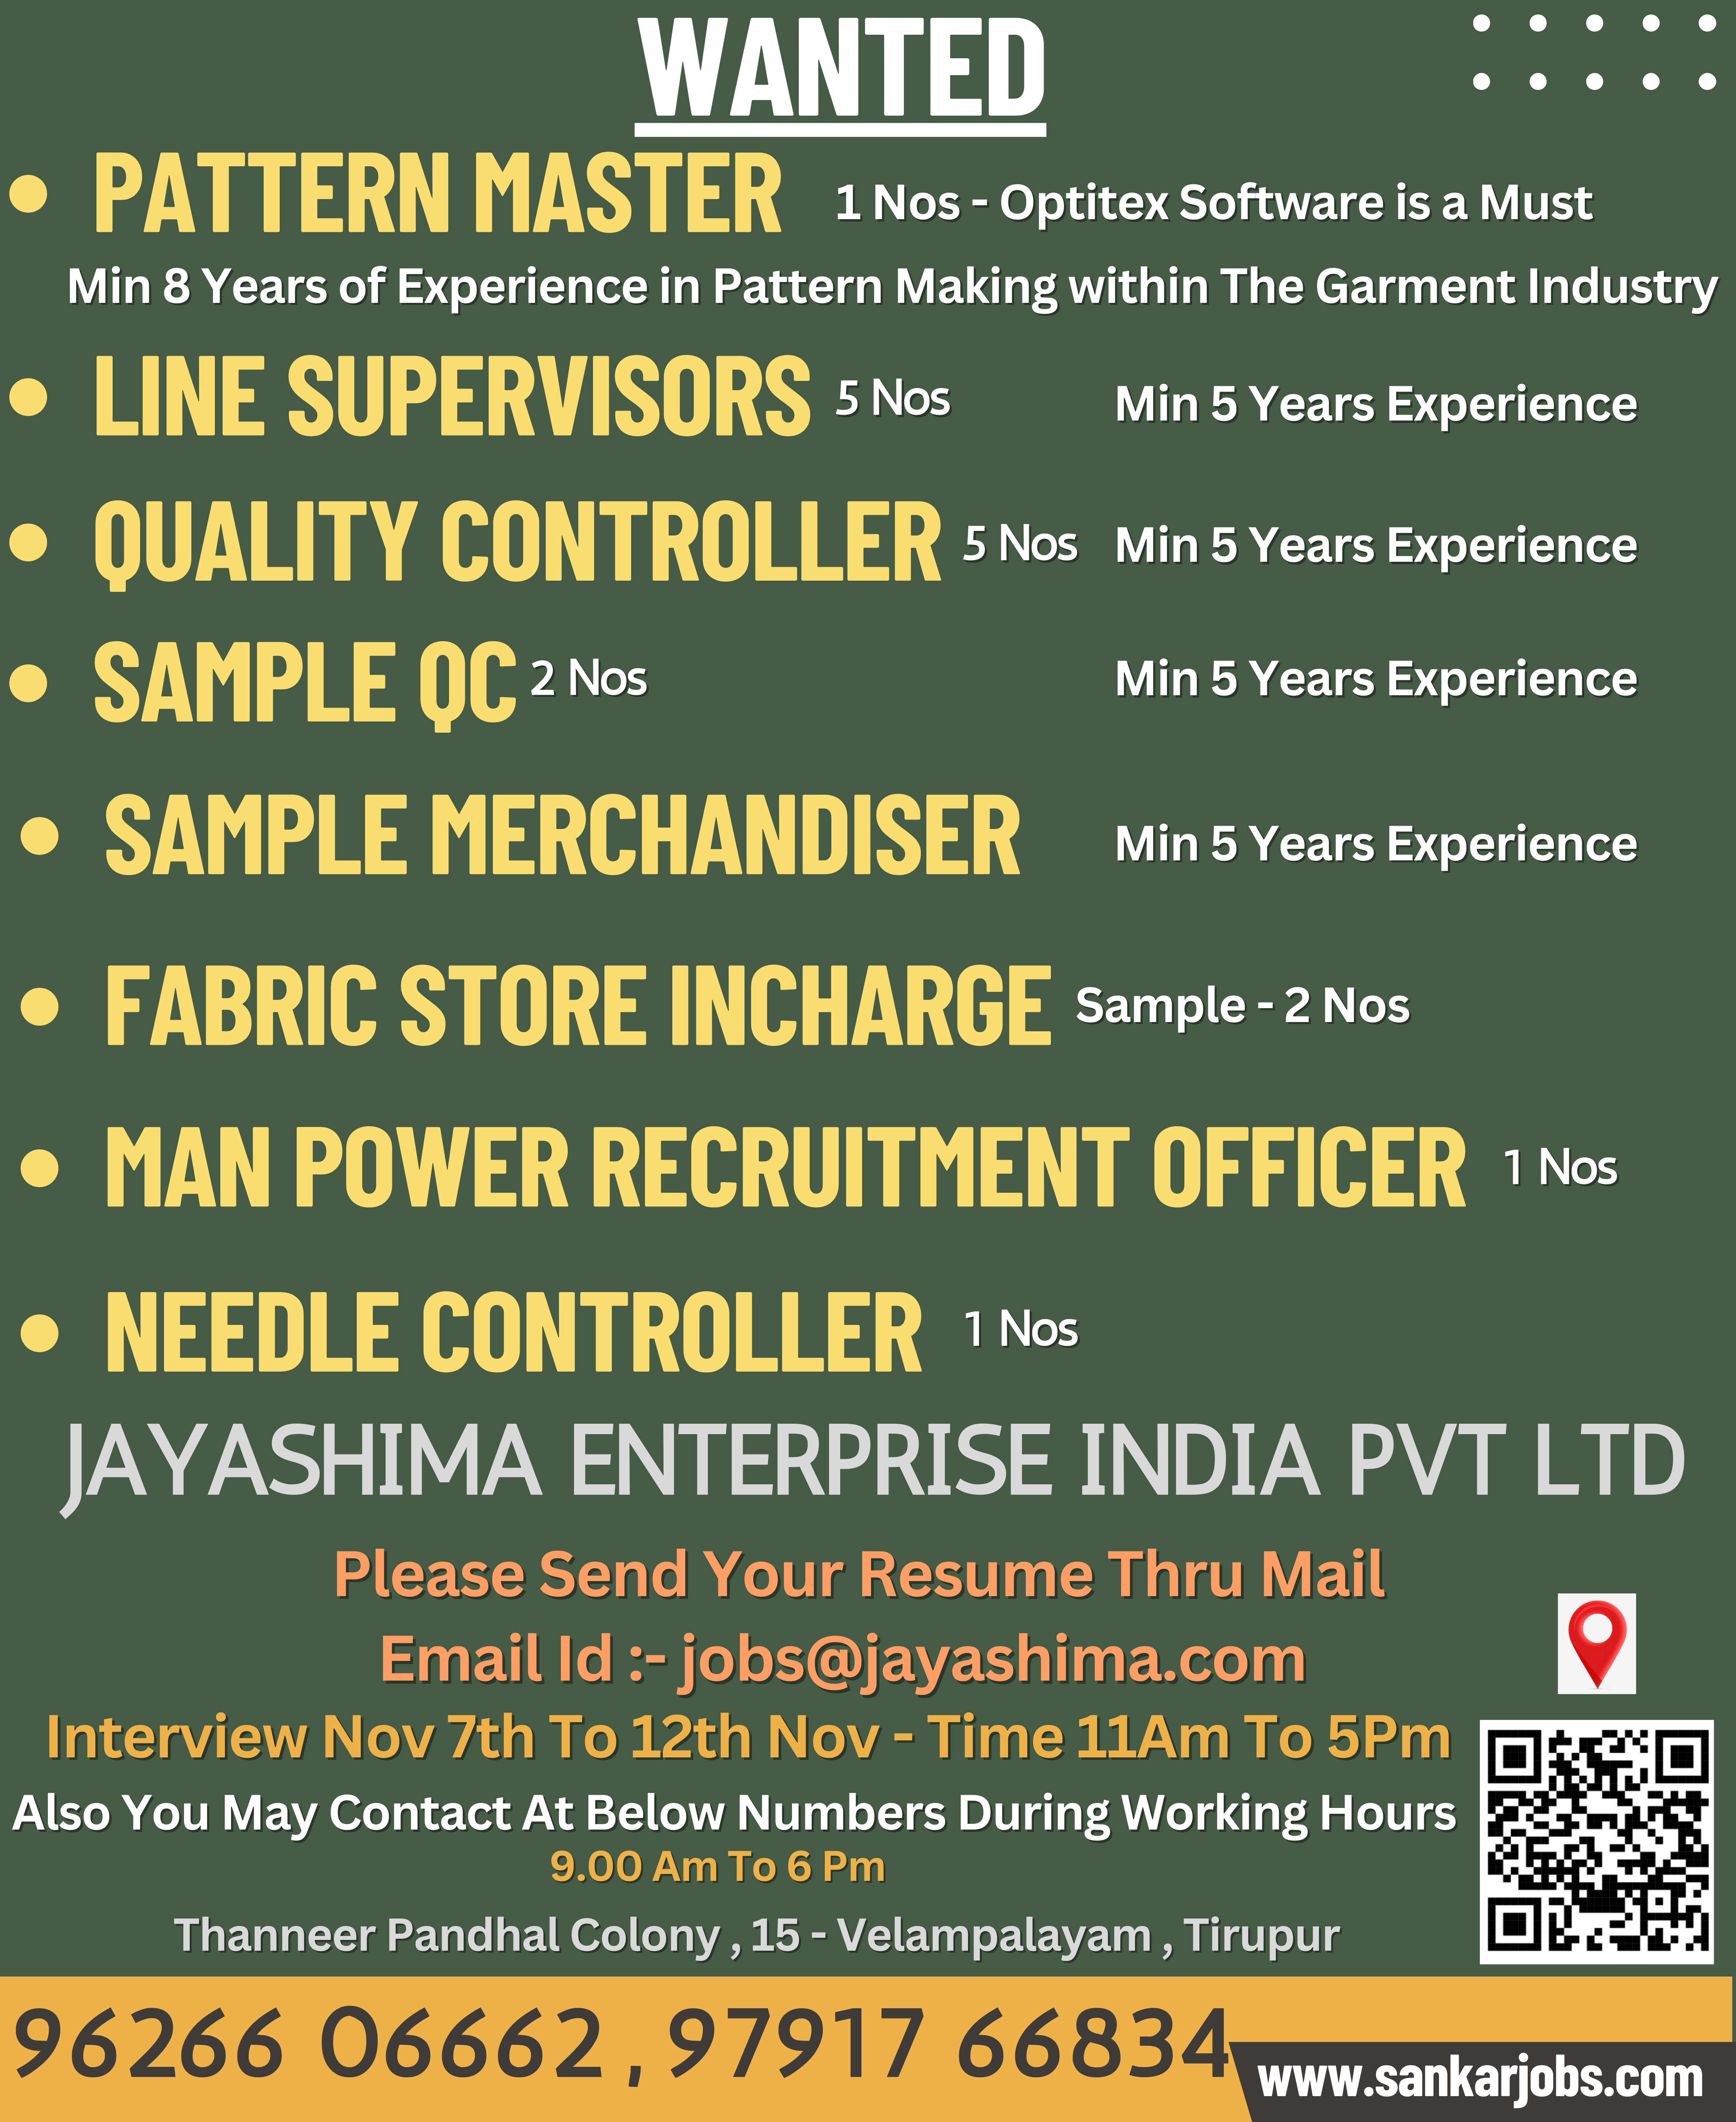 WANTED
PATTERN MASTER 1 Nos - Optitex Software is a Must
Min 8 Years of Experience in Pattern Making within The Garment Industry
LINE SUPERVISORS 5 Nos Min 5 Years Experience
QUALITY CONTROLLER 5 Nos Min 5 Years Experience
SAMPLE QC 2 Nos Min 5 Years Experience
SAMPLE MERCHANDISER Min 5 Years Experience
FABRIC STORE INCHARGE Sample - 2 Nos
MAN POWER RECRUITMENT OFFICER 1 Nos
NEEDLE CONTROLLER 1 Nos
JAYASHIMA ENTERPRISE INDIA PVT LTD
Please Send Your Resume Thru Mail
Email Id :- jobs@jayashima.com
Interview Nov 7th To 12th Nov - Time 11Am To 5Pm
Also You May Contact At Below Numbers During Working Hours
9.00 Am To 6 Pm
Thanneer Pandhal Colony , 15 - Velampalayam , Tirupur
96266 06662 , 97917 66834
www.sankarjobs.com